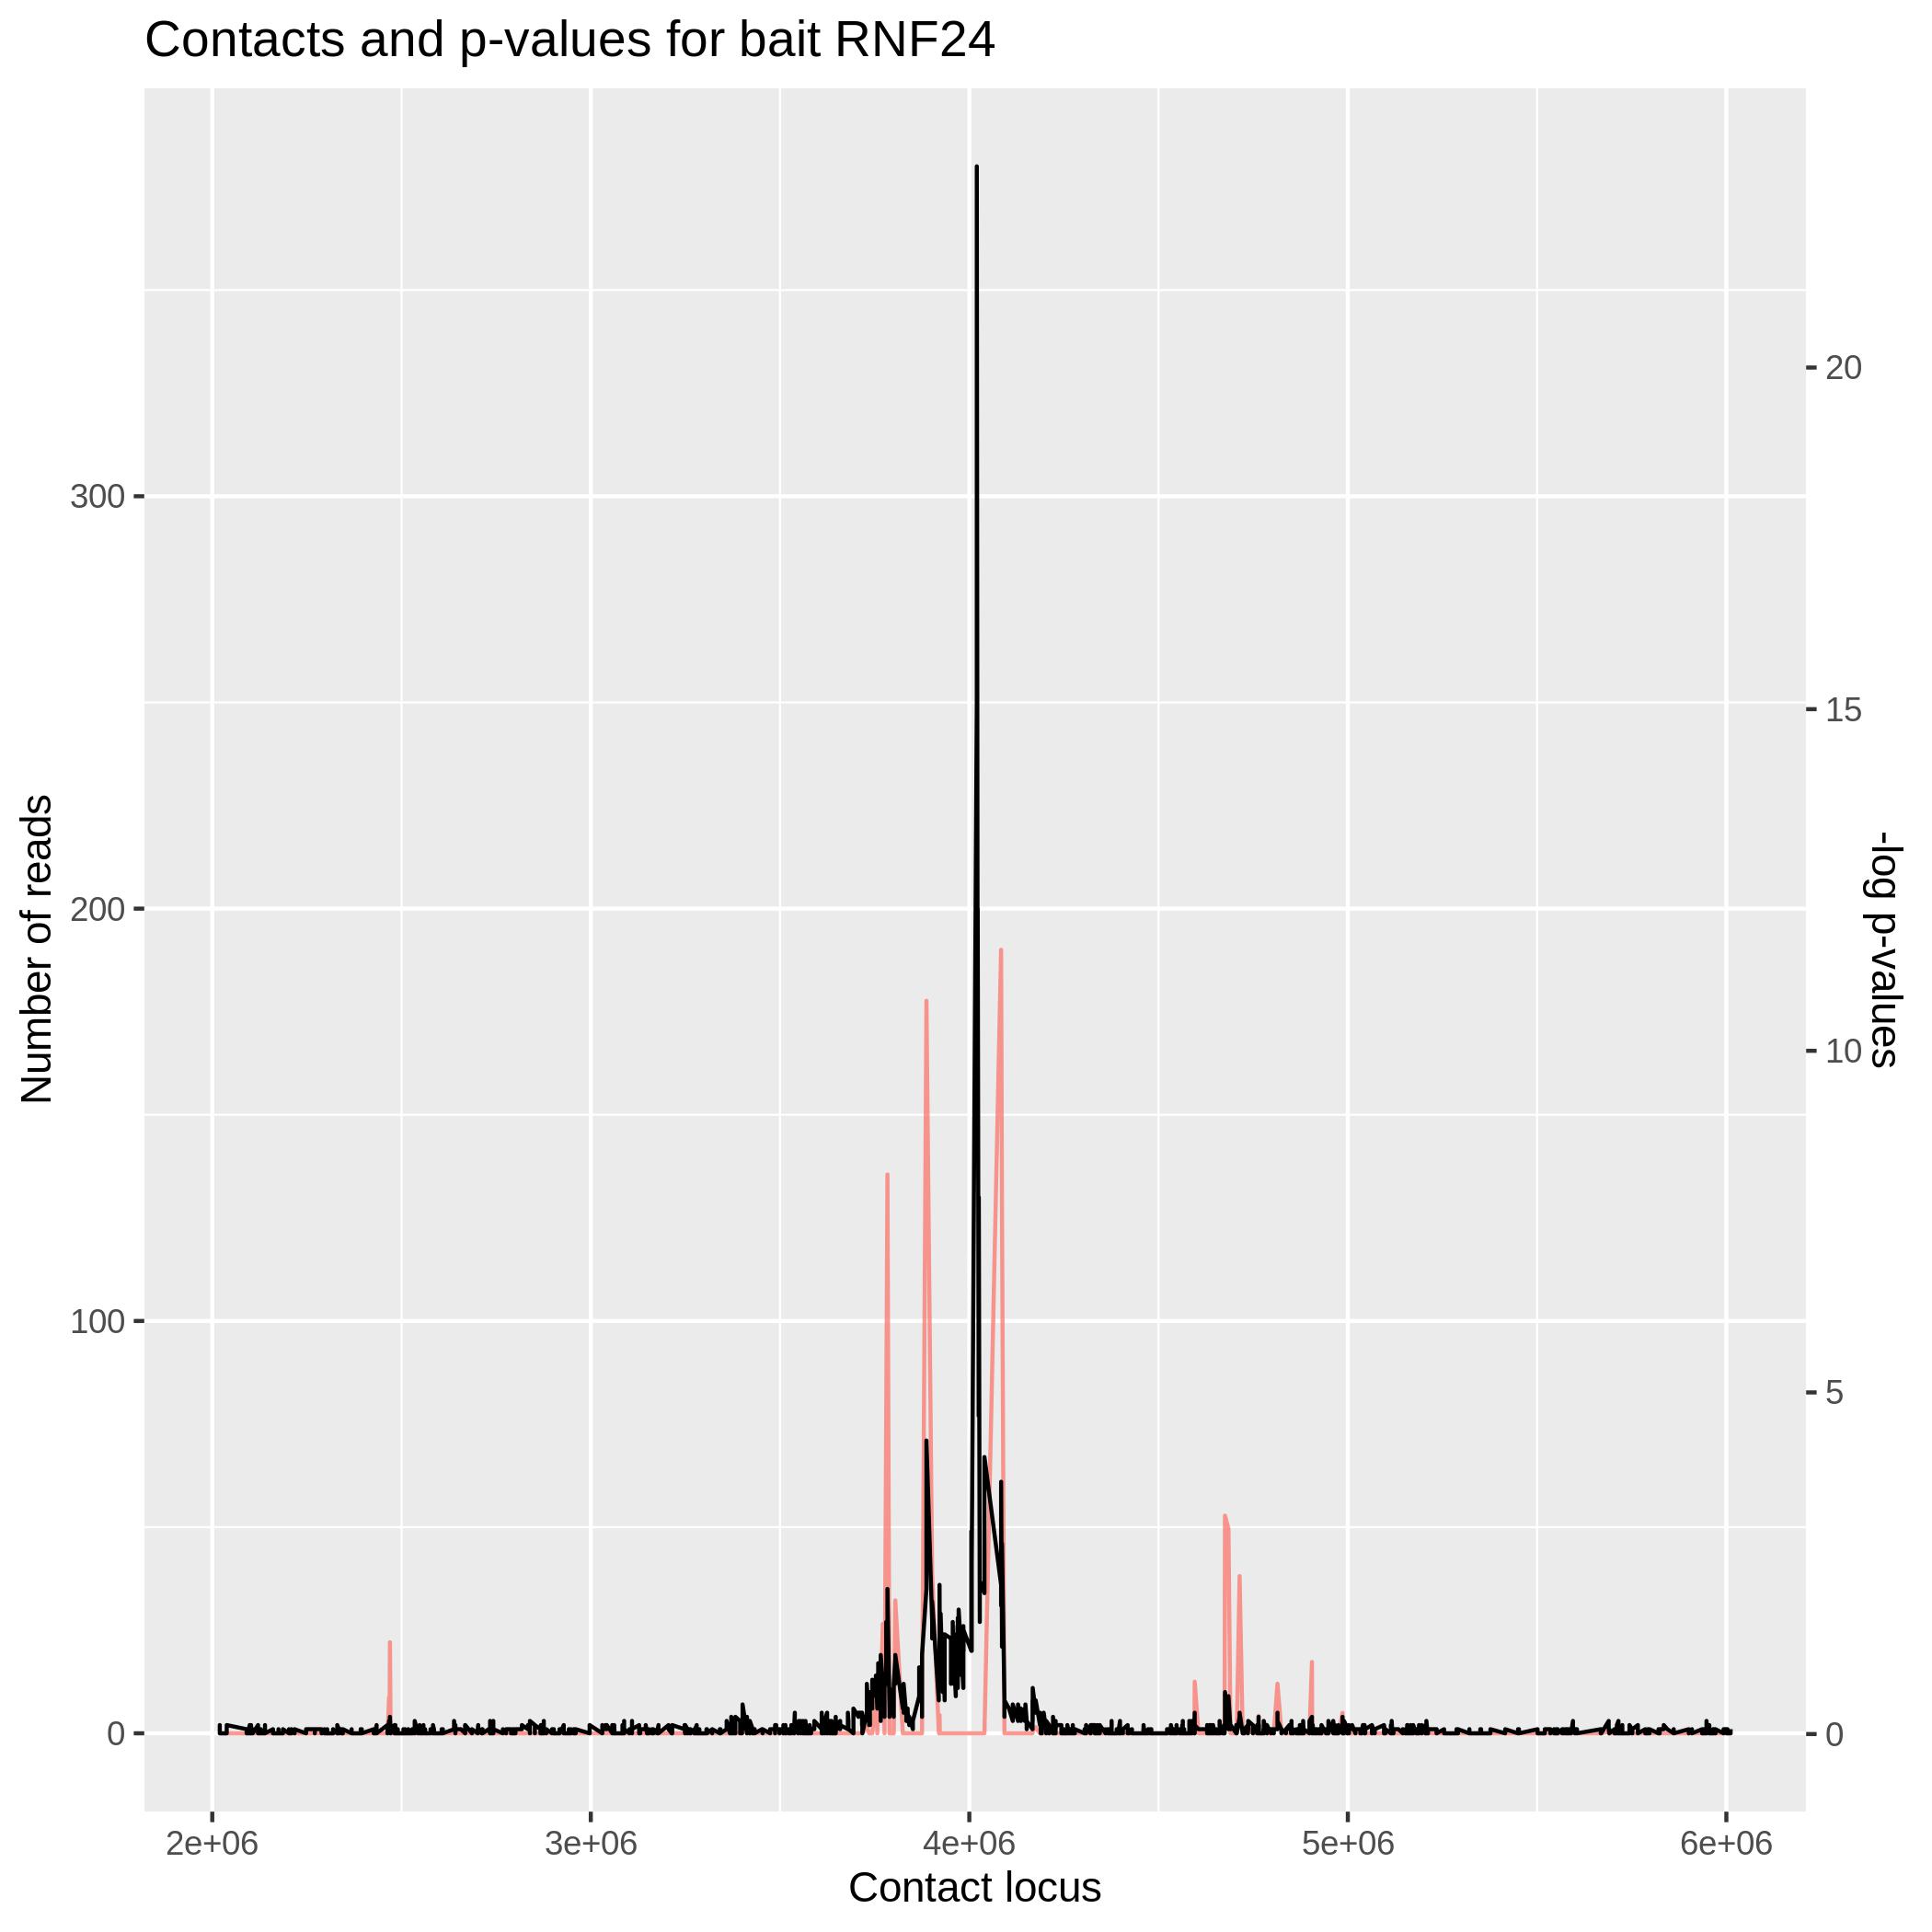 Contacts and p-values for bait RNF24
Number of reads
300
200
100
0
20
15
10
5
0
-log p-values
2e+06
3e+06
4e+06
5e+06
6e+06
Contact locus